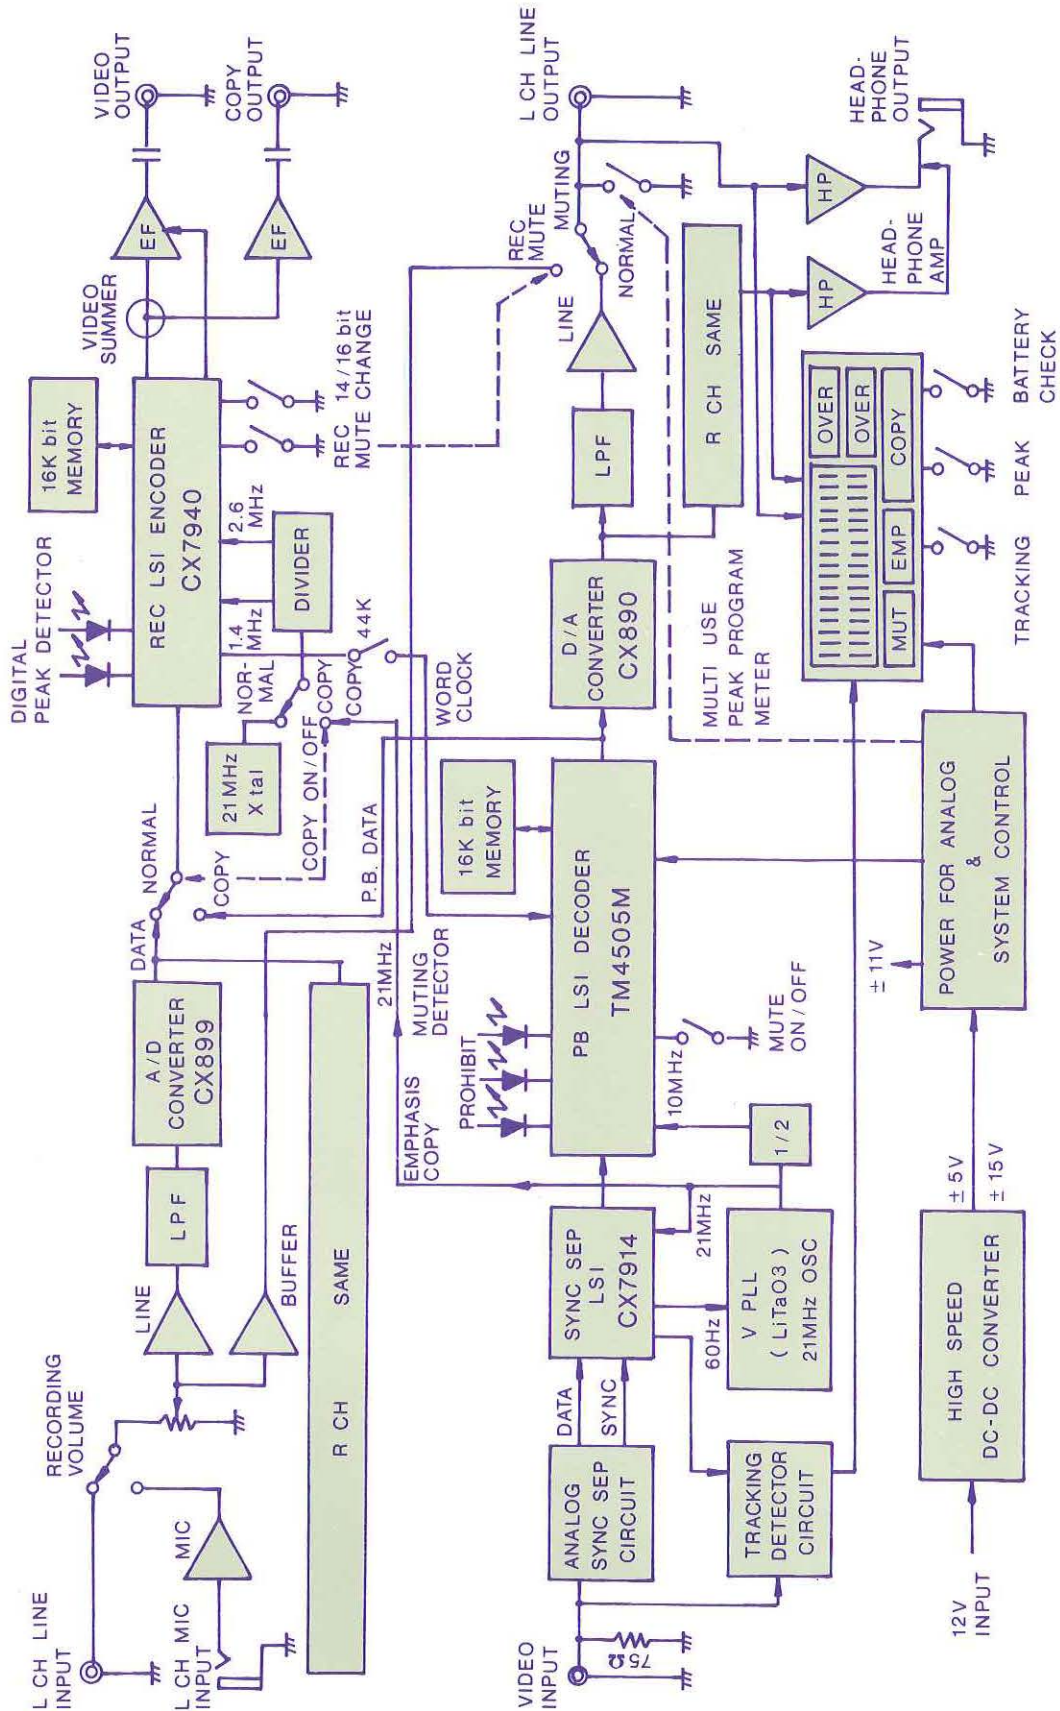 L CH LINE
INPUT
L CH MIC
INPUT
MIC
RECORDING
VOLUME
LINE
BUFFER
LPF
A/D
CONVERTER
CX899
R CH SAME
DATA
NORMAL
COPY
DIGITAL
PEAK DETECTOR
16K bit
MEMORY
REC LSI ENCODER
CX7940
VIDEO
SUMMER
EF
EF
VIDEO
OUTPUT
COPY
OUTPUT
21MHz
X tal
NOR-
MAL
COPY
COPY ON/OFF
1.4
MHz
2.6
MHz
DIVIDER
REC 14/16 bit
MUTE CHANGE
COPY
44K
WORD
CLOCK
P.B. DATA
21MHz
EMPHASIS
COPY
MUTING
DETECTOR
REC
MUTE
MUTING
NORMAL
L CH LINE
OUTPUT
VIDEO
INPUT
75Ω
ANALOG
SYNC SEP
CIRCUIT
DATA
SYNC
SYNC SEP
LSI
CX7914
PROHIBIT
PB LSI DECODER
TM4505M
16K bit
MEMORY
D/A
CONVERTER
CX890
LPF
LINE
R CH SAME
60Hz
21MHz
10MHz
1/2
MUTE
ON/OFF
V PLL
(LiTaO3)
21MHz OSC
TRACKING
DETECTOR
CIRCUIT
MULTI USE
PEAK PROGRAM
METER
HP
HP
HEAD-
PHONE
AMP
HEAD-
PHONE
OUTPUT
OVER
OVER
MUT
EMP
COPY
TRACKING
PEAK
BATTERY
CHECK
12V
INPUT
HIGH SPEED
DC-DC CONVERTER
±5V
±15V
±11V
POWER FOR ANALOG
&
SYSTEM CONTROL